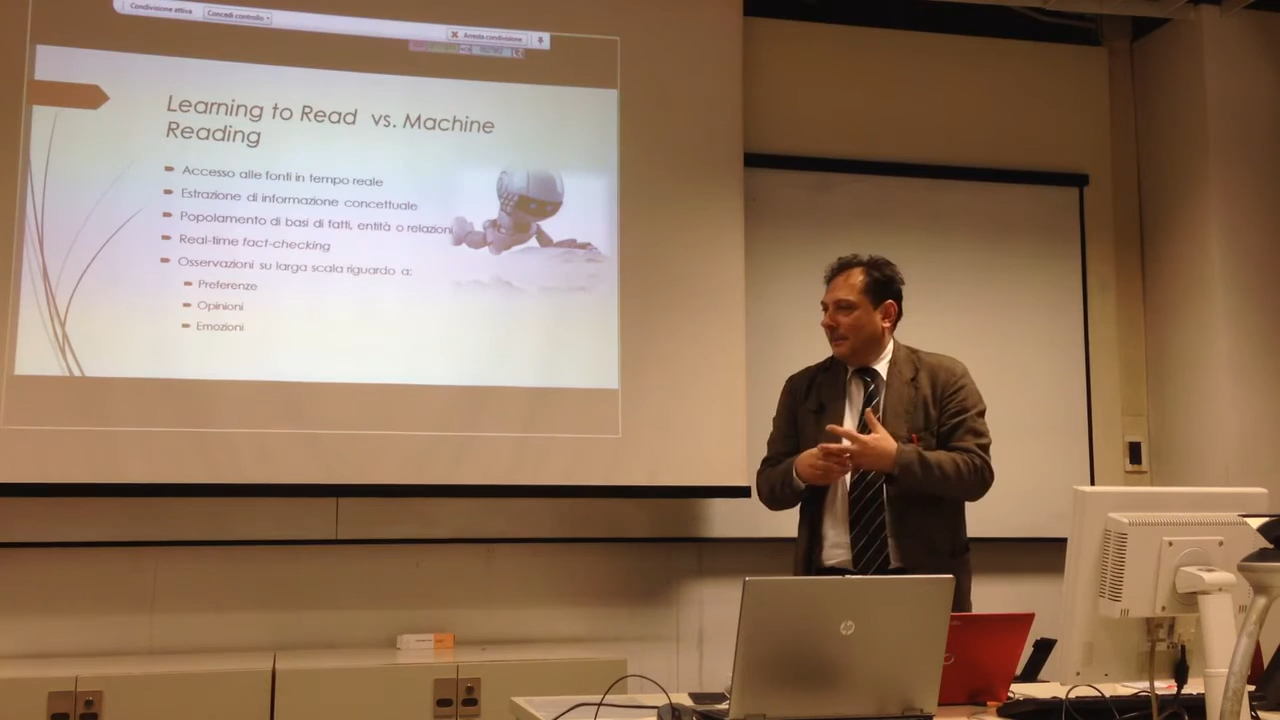 Condivisione attiva
Concedi controllo
Arresta condivisione
Learning to Read vs. Machine
Reading
Accesso alle fonti in tempo reale
Estrazione di informazione concettuale
Popolamento di basi di fatti, entità o relazioni
Real-time fact-checking
Osservazioni su larga scala riguardo a:
Preferenze
Opinioni
Emozioni
hp